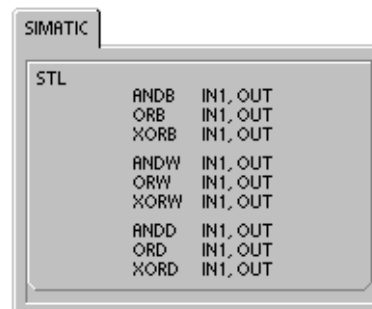 SIMATIC
STL
ANDB IN1, OUT
ORB IN1, OUT
XORB IN1, OUT
ANDW IN1, OUT
ORW IN1, OUT
XORW IN1, OUT
ANDD IN1, OUT
ORD IN1, OUT
XORD IN1, OUT